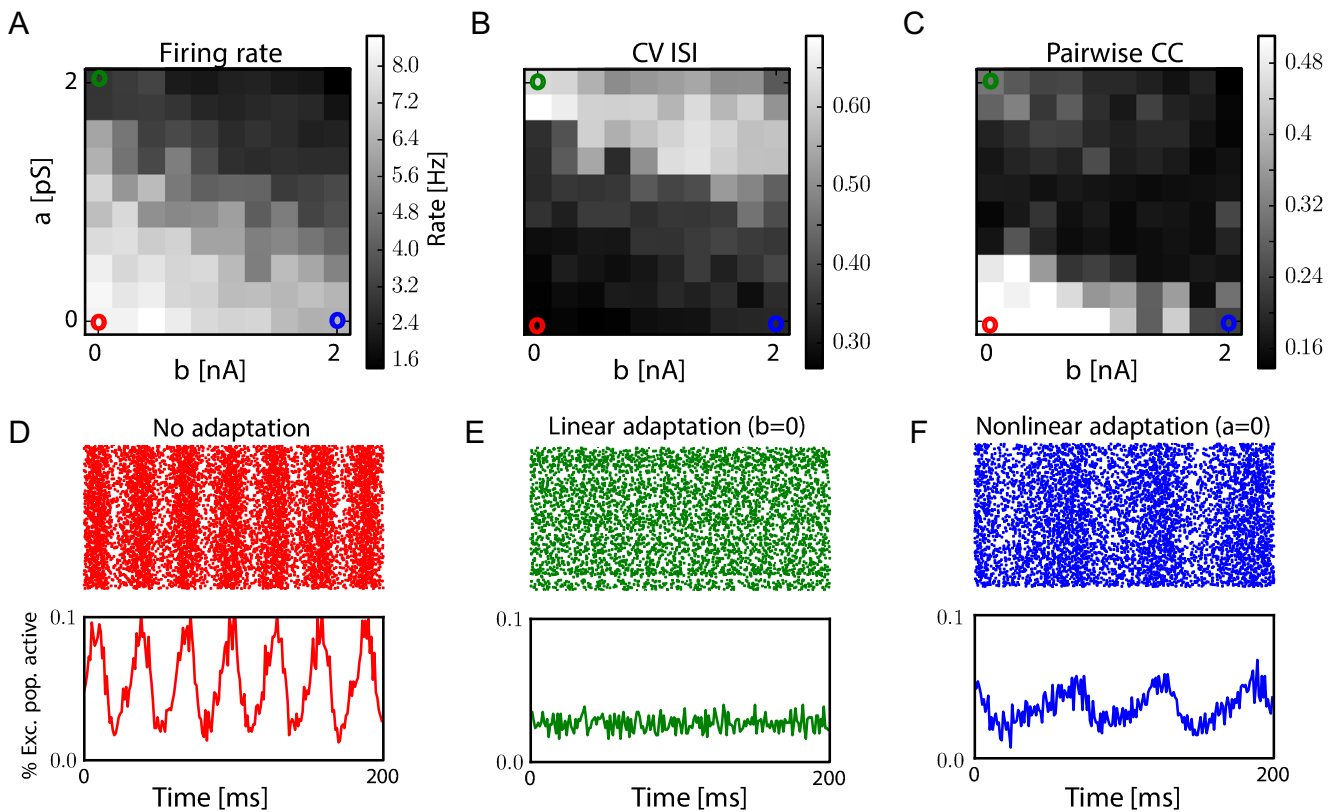 A
B
C
Firing rate
CV ISI
Pairwise CC
8.0
7.2
6.4
5.6
4.8
4.0
3.2
2.4
1.6
Rate [Hz]
0.60
0.50
0.40
0.30
0.48
0.4
0.32
0.24
0.16
2
a [pS]
0
0
2
b [nA]
0
2
b [nA]
0
2
b [nA]
D
E
F
No adaptation
Linear adaptation (b=0)
Nonlinear adaptation (a=0)
% Exc. pop. active
0.1
0.0
0
200
Time [ms]
0.1
0.0
0
200
Time [ms]
0.1
0.0
0
200
Time [ms]